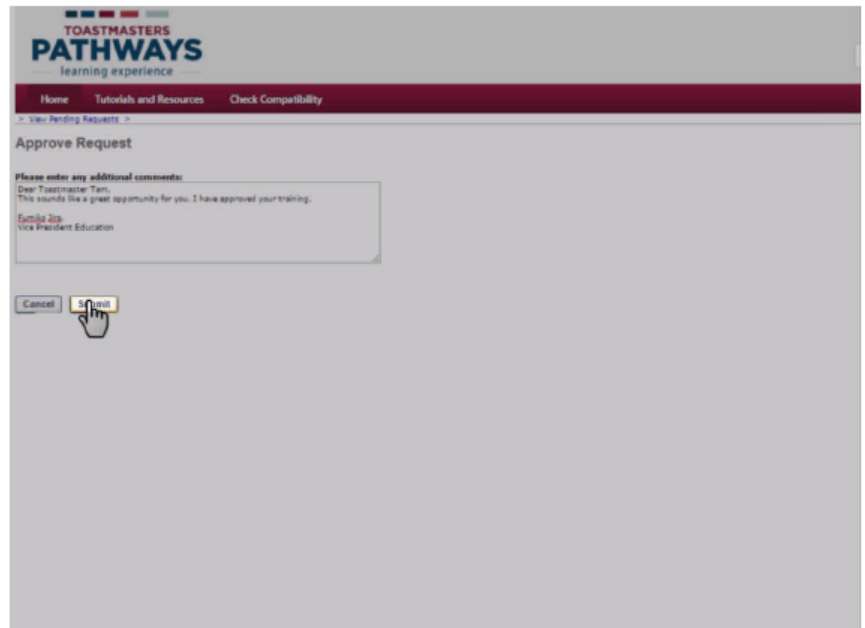 TOASTMASTERS
PATHWAYS
learning experience
Home Tutorials and Resources Check Compatibility
> View Pending Requests >
Approve Request
Please enter any additional comments:
Dear Toastmaster Tam,
This sounds like a great opportunity for you. I have approved your training.
Fumiko
Vice President Education
Cancel Submit